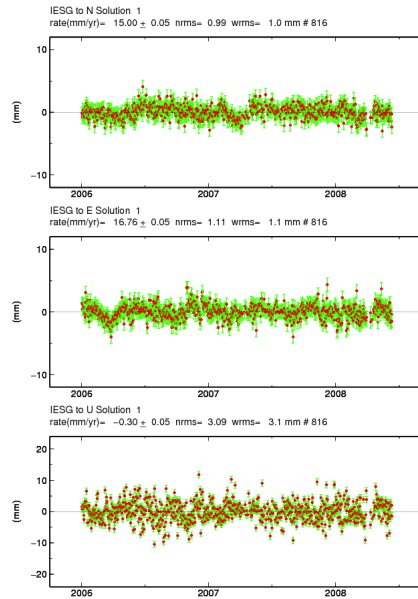 IESG to N Solution 1
rate(mm/yr)= 15.00 ± 0.05 nrms= 0.99 wrms= 1.0 mm # 816
10
0
−10
(mm)
2006 2007 2008
IESG to E Solution 1
rate(mm/yr)= 16.76 ± 0.05 nrms= 1.11 wrms= 1.1 mm # 816
10
0
−10
(mm)
2006 2007 2008
IESG to U Solution 1
rate(mm/yr)= −0.30 ± 0.05 nrms= 3.09 wrms= 3.1 mm # 816
20
10
0
−10
−20
(mm)
2006 2007 2008